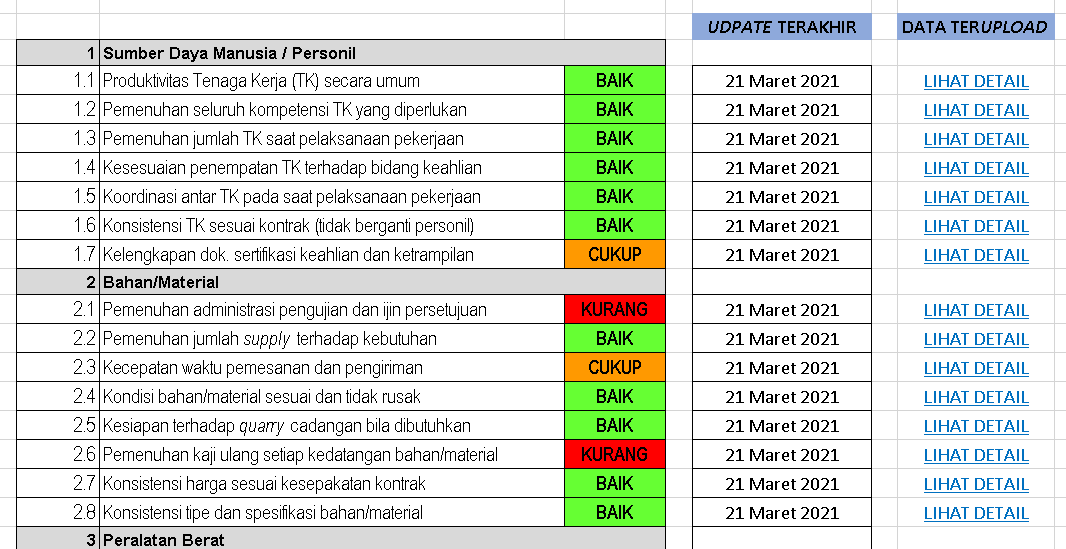 UDPATE TERAKHIR DATA TERUPLOAD
1 Sumber Daya Manusia / Personil
1.1 Produktivitas Tenaga Kerja (TK) secara umum BAIK 21 Maret 2021 LIHAT DETAIL
1.2 Pemenuhan seluruh kompetensi TK yang diperlukan BAIK 21 Maret 2021 LIHAT DETAIL
1.3 Pemenuhan jumlah TK saat pelaksanaan pekerjaan BAIK 21 Maret 2021 LIHAT DETAIL
1.4 Kesesuaian penempatan TK terhadap bidang keahlian BAIK 21 Maret 2021 LIHAT DETAIL
1.5 Koordinasi antar TK pada saat pelaksanaan pekerjaan BAIK 21 Maret 2021 LIHAT DETAIL
1.6 Konsistensi TK sesuai kontrak (tidak berganti personil) BAIK 21 Maret 2021 LIHAT DETAIL
1.7 Kelengkapan dok. sertifikasi keahlian dan ketrampilan CUKUP 21 Maret 2021 LIHAT DETAIL
2 Bahan/Material
2.1 Pemenuhan administrasi pengujian dan ijin persetujuan KURANG 21 Maret 2021 LIHAT DETAIL
2.2 Pemenuhan jumlah supply terhadap kebutuhan BAIK 21 Maret 2021 LIHAT DETAIL
2.3 Kecepatan waktu pemesanan dan pengiriman CUKUP 21 Maret 2021 LIHAT DETAIL
2.4 Kondisi bahan/material sesuai dan tidak rusak BAIK 21 Maret 2021 LIHAT DETAIL
2.5 Kesiapan terhadap quarry cadangan bila dibutuhkan BAIK 21 Maret 2021 LIHAT DETAIL
2.6 Pemenuhan kaji ulang setiap kedatangan bahan/material KURANG 21 Maret 2021 LIHAT DETAIL
2.7 Konsistensi harga sesuai kesepakatan kontrak BAIK 21 Maret 2021 LIHAT DETAIL
2.8 Konsistensi tipe dan spesifikasi bahan/material BAIK 21 Maret 2021 LIHAT DETAIL
3 Peralatan Berat